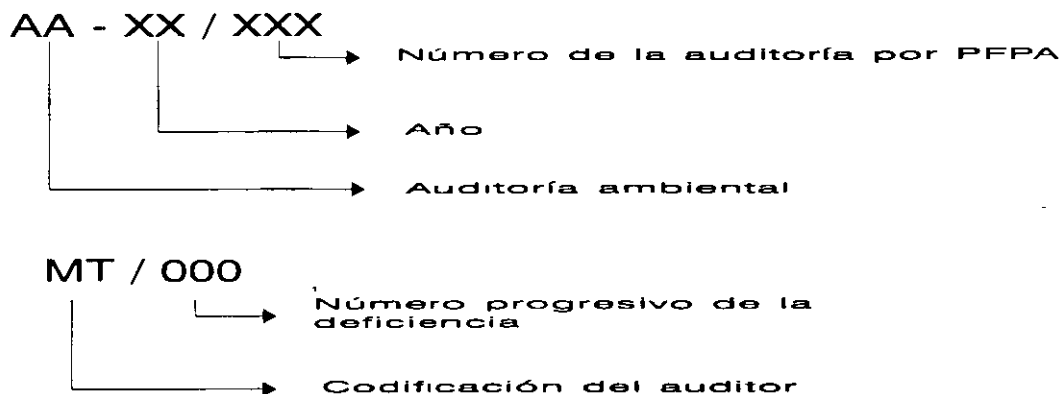 AA - XX / XXX
Número de la auditoría por PFPA
Año
Auditoría ambiental
MT / 000
Número progresivo de la
deficiencia
Codificación del auditor